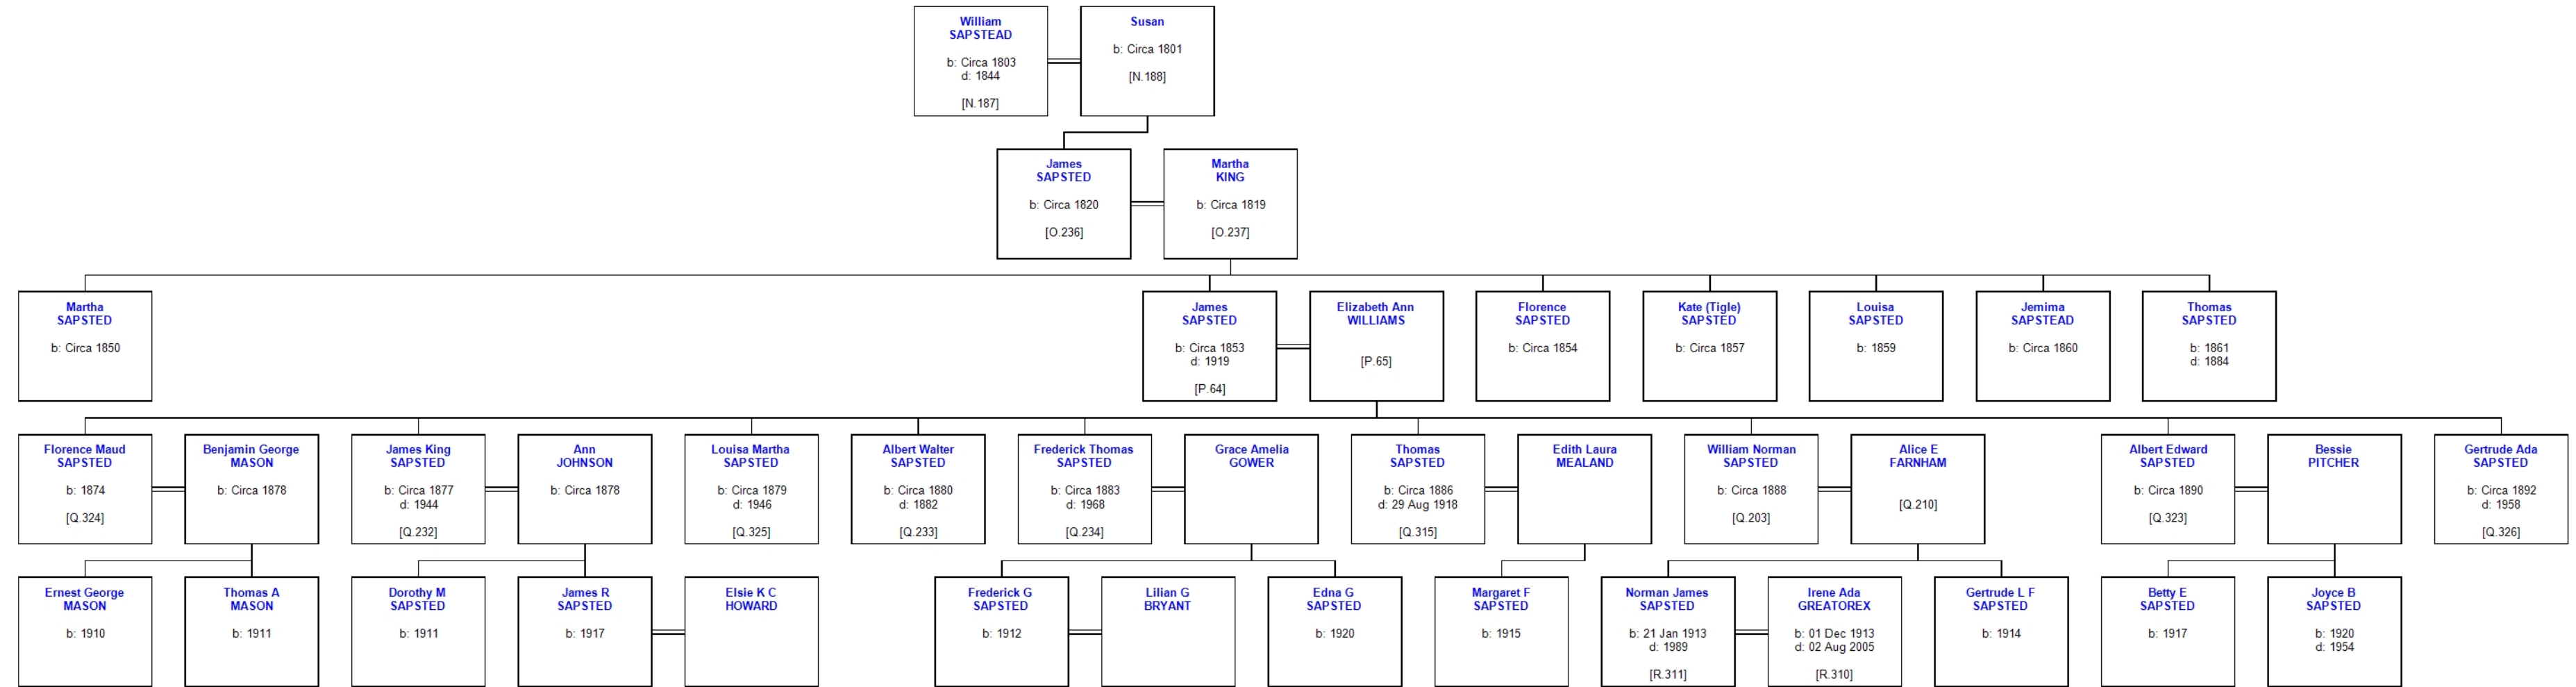 William
SAPSTEAD
b: Circa 1803
d: 1844
[N.187]
Susan
b: Circa 1801
[N.188]
James
SAPSTED
b: Circa 1820
[O.236]
Martha
KING
b: Circa 1819
[O.237]
Martha
SAPSTED
b: Circa 1850
James
SAPSTED
b: Circa 1853
d: 1919
[P.64]
Elizabeth Ann
WILLIAMS
[P.65]
Florence
SAPSTED
b: Circa 1854
Kate (Tigle)
SAPSTED
b: Circa 1857
Louisa
SAPSTED
b: 1859
Jemima
SAPSTEAD
b: Circa 1860
Thomas
SAPSTED
b: 1861
d: 1884
Florence Maud
SAPSTED
b: 1874
[Q.324]
Benjamin George
MASON
b: Circa 1878
James King
SAPSTED
b: Circa 1877
d: 1944
[Q.232]
Ann
JOHNSON
b: Circa 1878
Louisa Martha
SAPSTED
b: Circa 1879
d: 1946
[Q.325]
Albert Walter
SAPSTED
b: Circa 1880
d: 1882
[Q.233]
Frederick Thomas
SAPSTED
b: Circa 1883
d: 1968
[Q.234]
Grace Amelia
GOWER
Thomas
SAPSTED
b: Circa 1886
d: 29 Aug 1918
[Q.315]
Edith Laura
MEALAND
William Norman
SAPSTED
b: Circa 1888
[Q.203]
Alice E
FARNHAM
[Q.210]
Albert Edward
SAPSTED
b: Circa 1890
[Q.323]
Bessie
PITCHER
Gertrude Ada
SAPSTED
b: Circa 1892
d: 1958
[Q.326]
Ernest George
MASON
b: 1910
Thomas A
MASON
b: 1911
Dorothy M
SAPSTED
b: 1911
James R
SAPSTED
b: 1917
Elsie K C
HOWARD
Frederick G
SAPSTED
b: 1912
Lilian G
BRYANT
Edna G
SAPSTED
b: 1920
Margaret F
SAPSTED
b: 1915
Norman James
SAPSTED
b: 21 Jan 1913
d: 1989
[R.311]
Irene Ada
GREATOREX
b: 01 Dec 1913
d: 02 Aug 2005
[R.310]
Gertrude L F
SAPSTED
b: 1914
Betty E
SAPSTED
b: 1917
Joyce B
SAPSTED
b: 1920
d: 1954